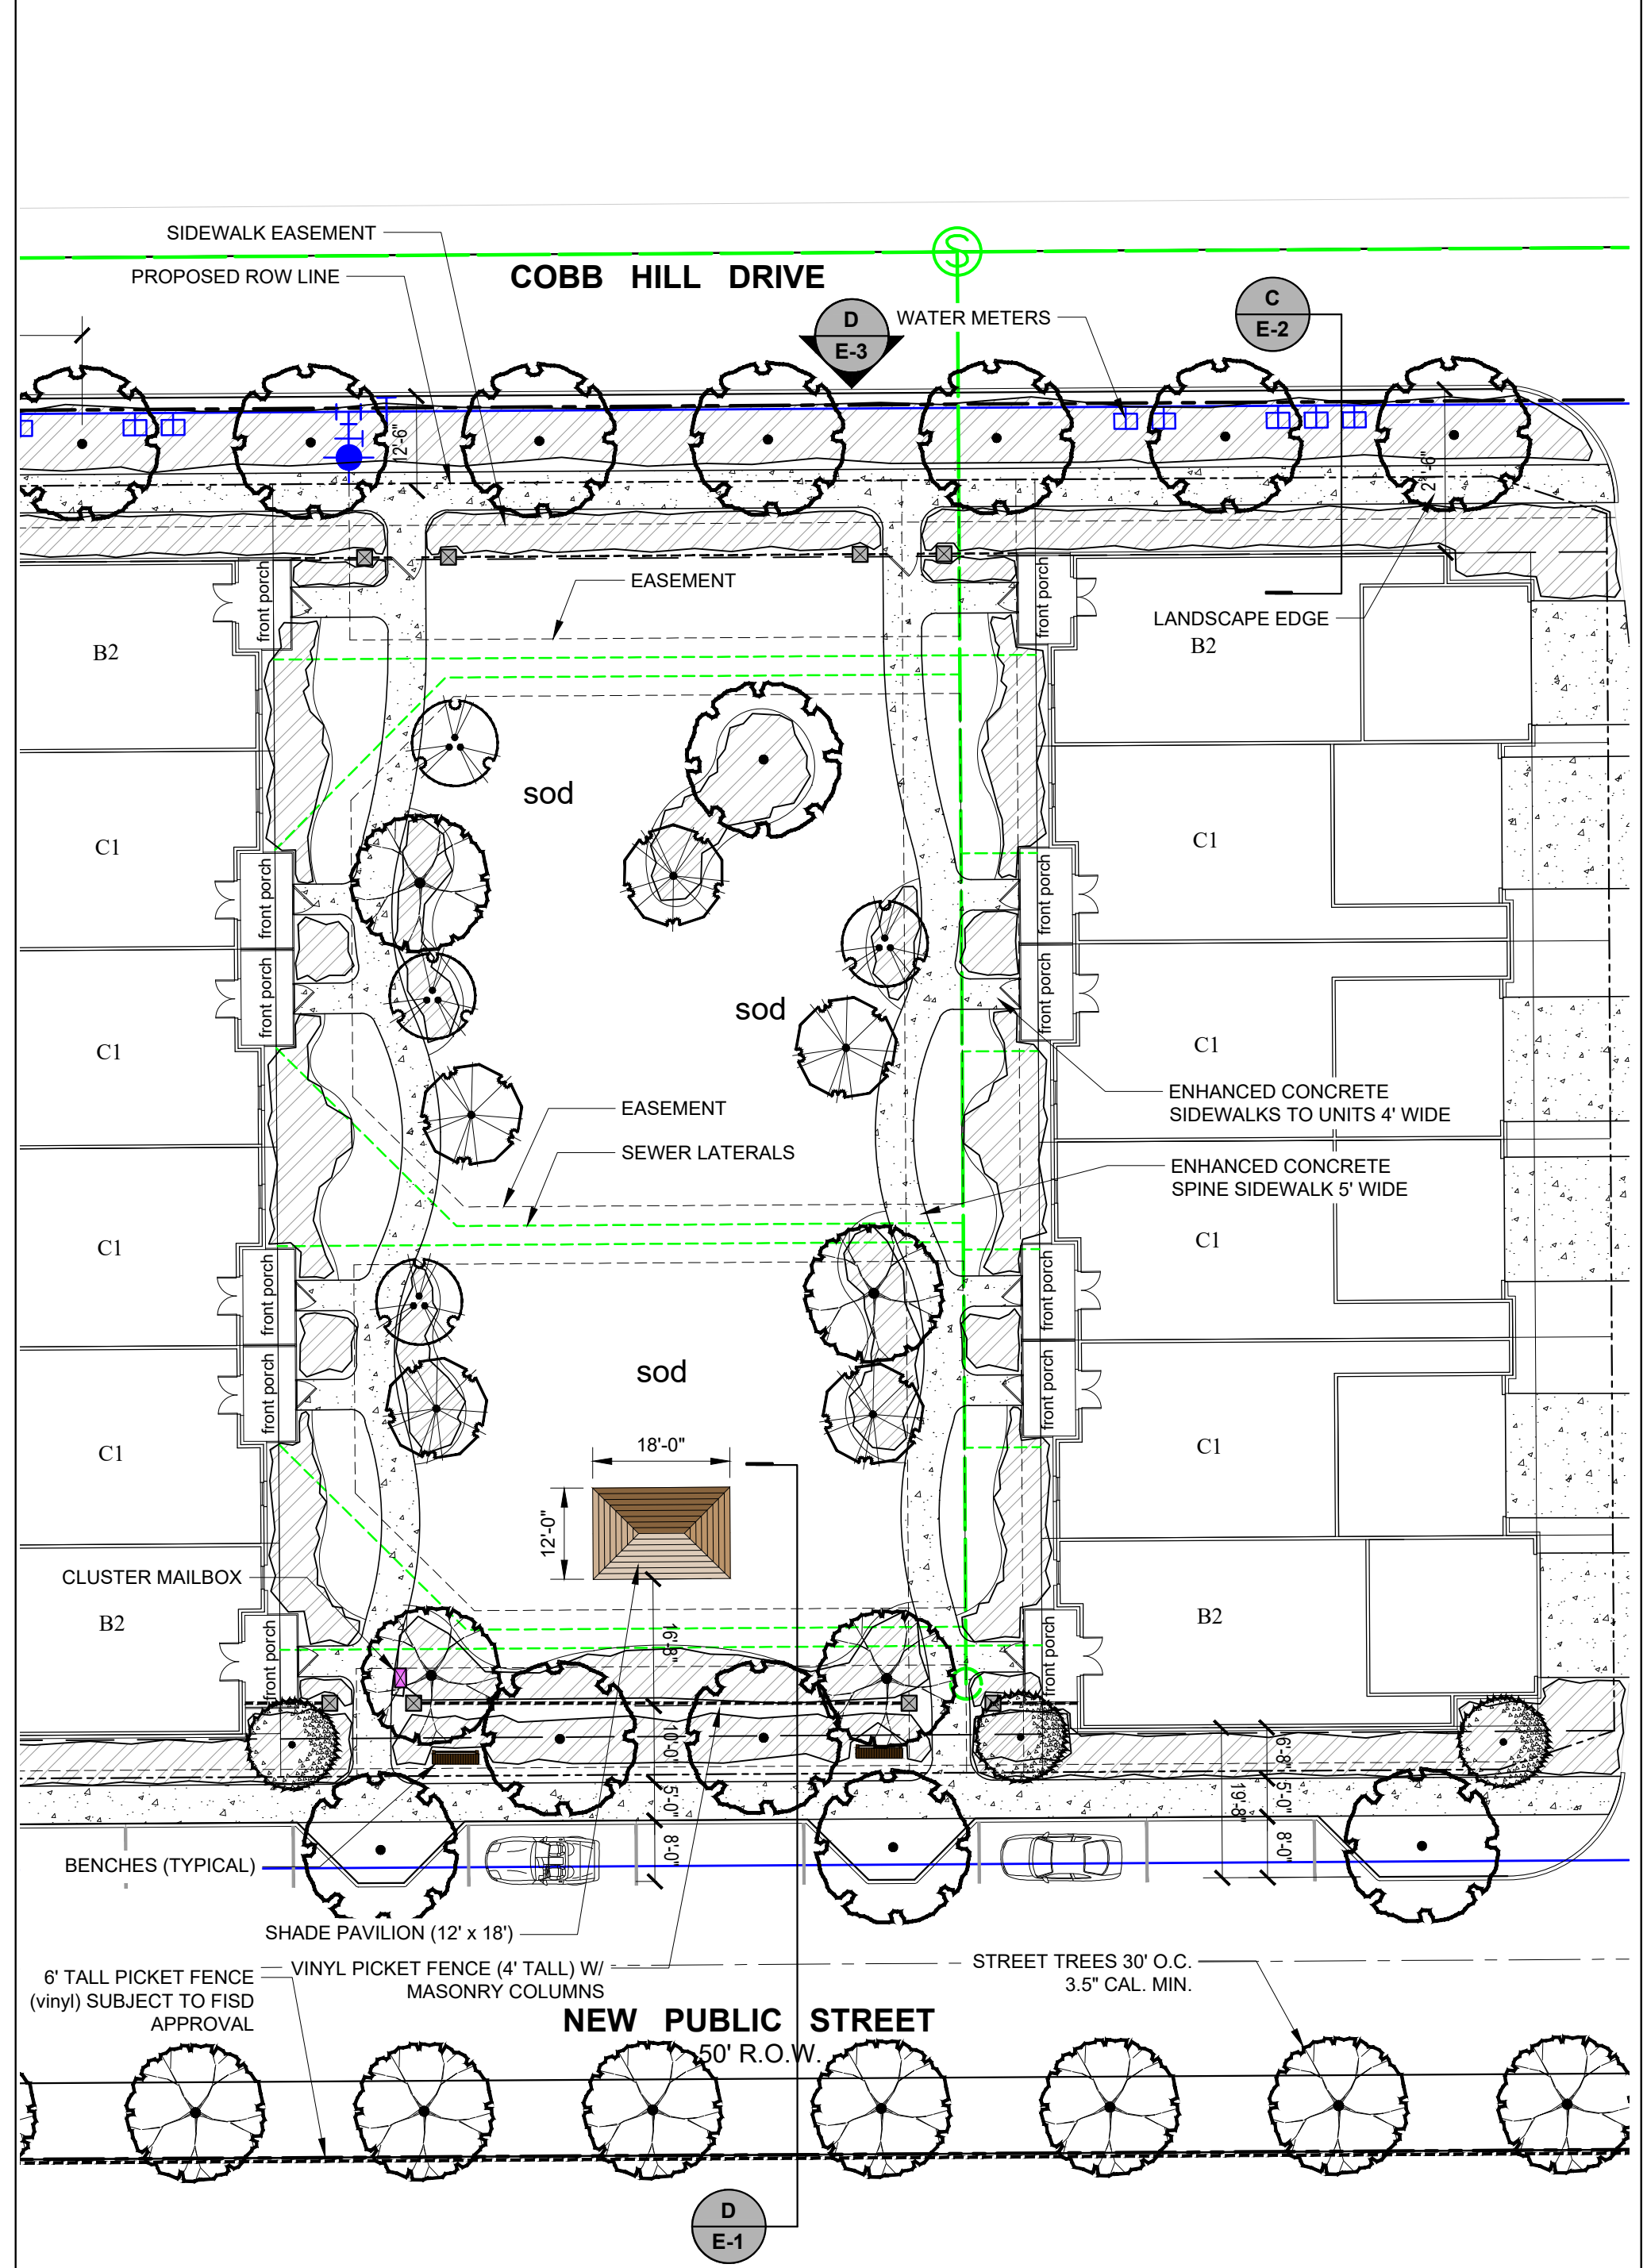 SIDEWALK EASEMENT
PROPOSED ROW LINE
COBB HILL DRIVE
D
E-3
WATER METERS
C
E-2
12'-6"
front porch
EASEMENT
front porch
LANDSCAPE EDGE
B2
B2
sod
C1
C1
front porch
front porch
front porch
front porch
sod
C1
C1
EASEMENT
SEWER LATERALS
ENHANCED CONCRETE
SIDEWALKS TO UNITS 4' WIDE
ENHANCED CONCRETE
SPINE SIDEWALK 5' WIDE
C1
C1
front porch
front porch
front porch
front porch
sod
C1
C1
18'-0"
12'-0"
CLUSTER MAILBOX
B2
B2
front porch
front porch
16'-8"
10'-0"
5'-0"
8'-0"
19'-8"
6'-8"
5'-0"
8'-0"
BENCHES (TYPICAL)
SHADE PAVILION (12' x 18')
6' TALL PICKET FENCE
(vinyl) SUBJECT TO FISD
APPROVAL
VINYL PICKET FENCE (4' TALL) W/
MASONRY COLUMNS
STREET TREES 30' O.C.
3.5" CAL. MIN.
NEW PUBLIC STREET
50' R.O.W.
D
E-1